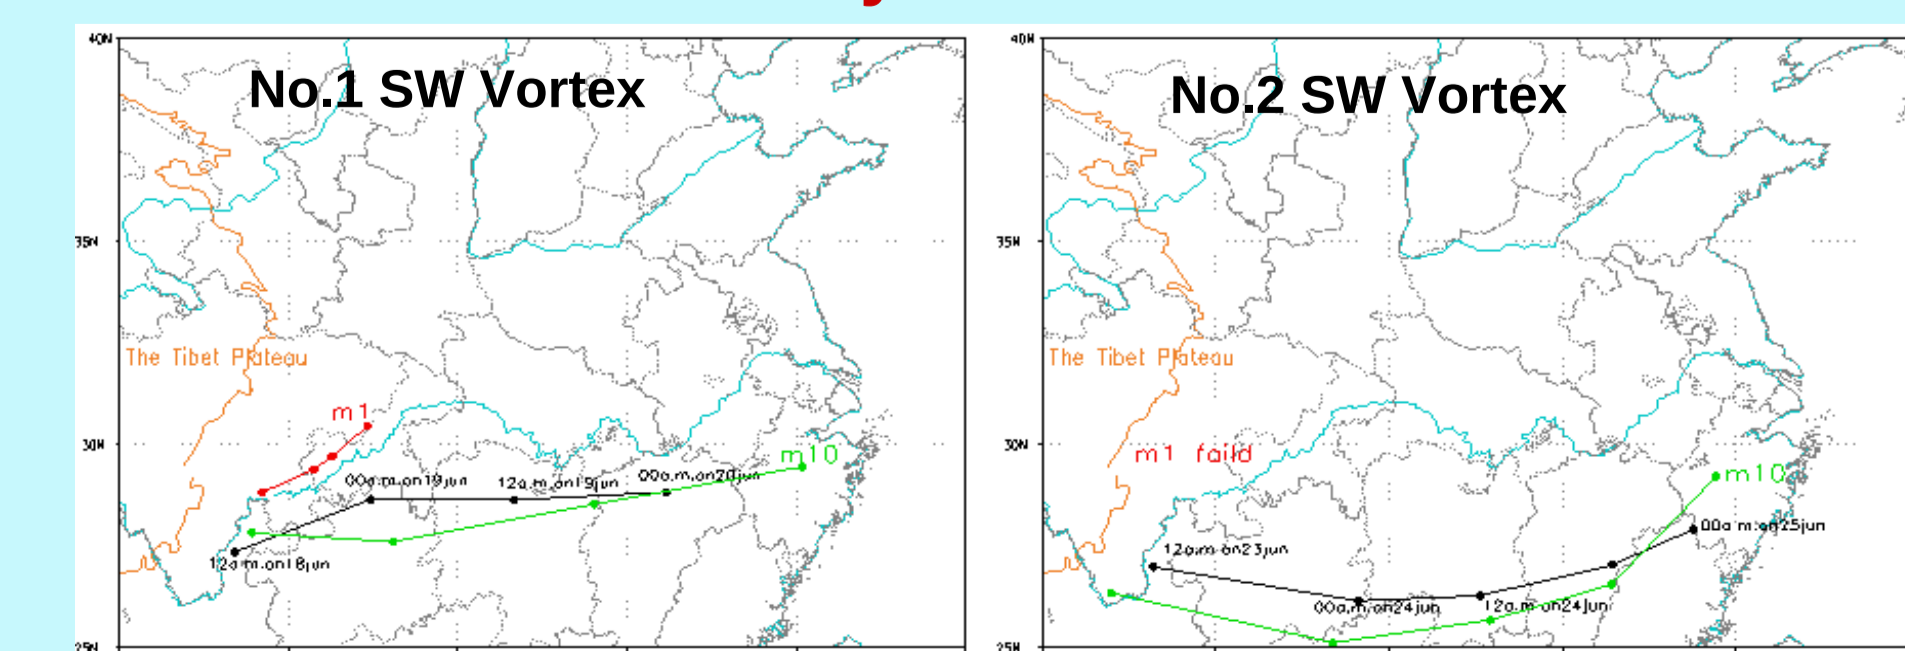 No.1 SW Vortex
40N
35N
30N
25N
The Tibet Plateau
m1
m10
00a.m.on19jun
12a.m.on19jun
00a.m.on20jun
12a.m.on18jun
No.2 SW Vortex
40N
35N
30N
25N
The Tibet Plateau
m1 faild
m10
12a.m.on23jun
00a.m.on24jun
12a.m.on24jun
00a.m.on25jun